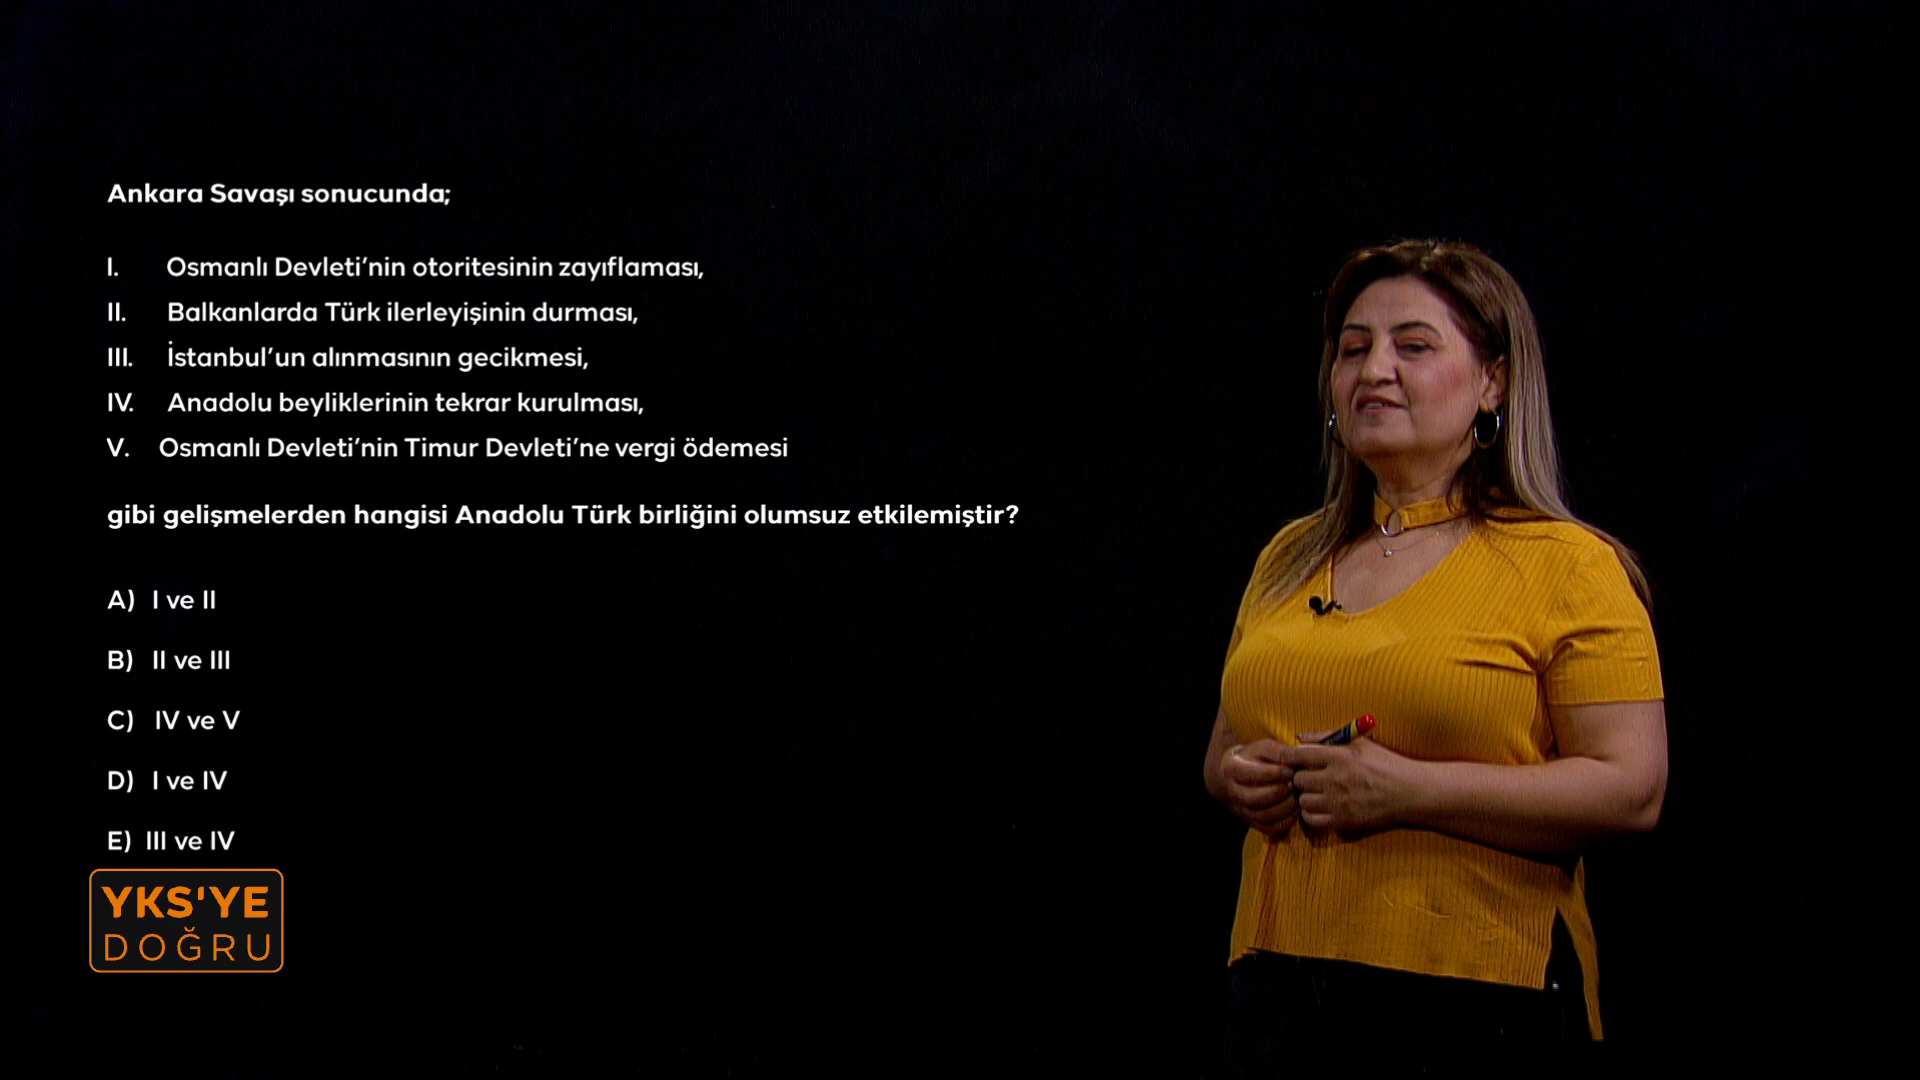 Ankara Savaşı sonucunda;
I. Osmanlı Devleti’nin otoritesinin zayıflaması,
II. Balkanlarda Türk ilerleyişinin durması,
III. İstanbul’un alınmasının gecikmesi,
IV. Anadolu beyliklerinin tekrar kurulması,
V. Osmanlı Devleti’nin Timur Devleti’ne vergi ödemesi
gibi gelişmelerden hangisi Anadolu Türk birliğini olumsuz etkilemiştir?
A) I ve II
B) II ve III
C) IV ve V
D) I ve IV
E) III ve IV
YKS'YE
DOĞRU